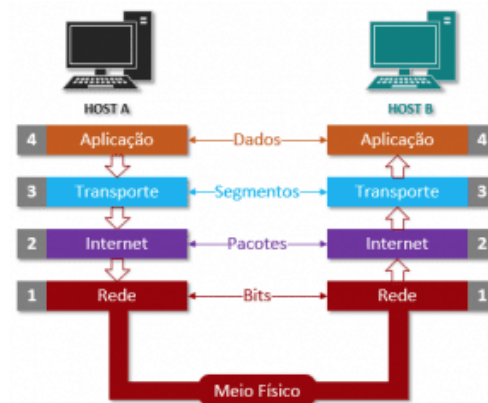 HOST A HOST B
4 Aplicação Dados Aplicação 4
3 Transporte Segmentos Transporte 3
2 Internet Pacotes Internet 2
1 Rede Bits Rede 1
Meio Físico